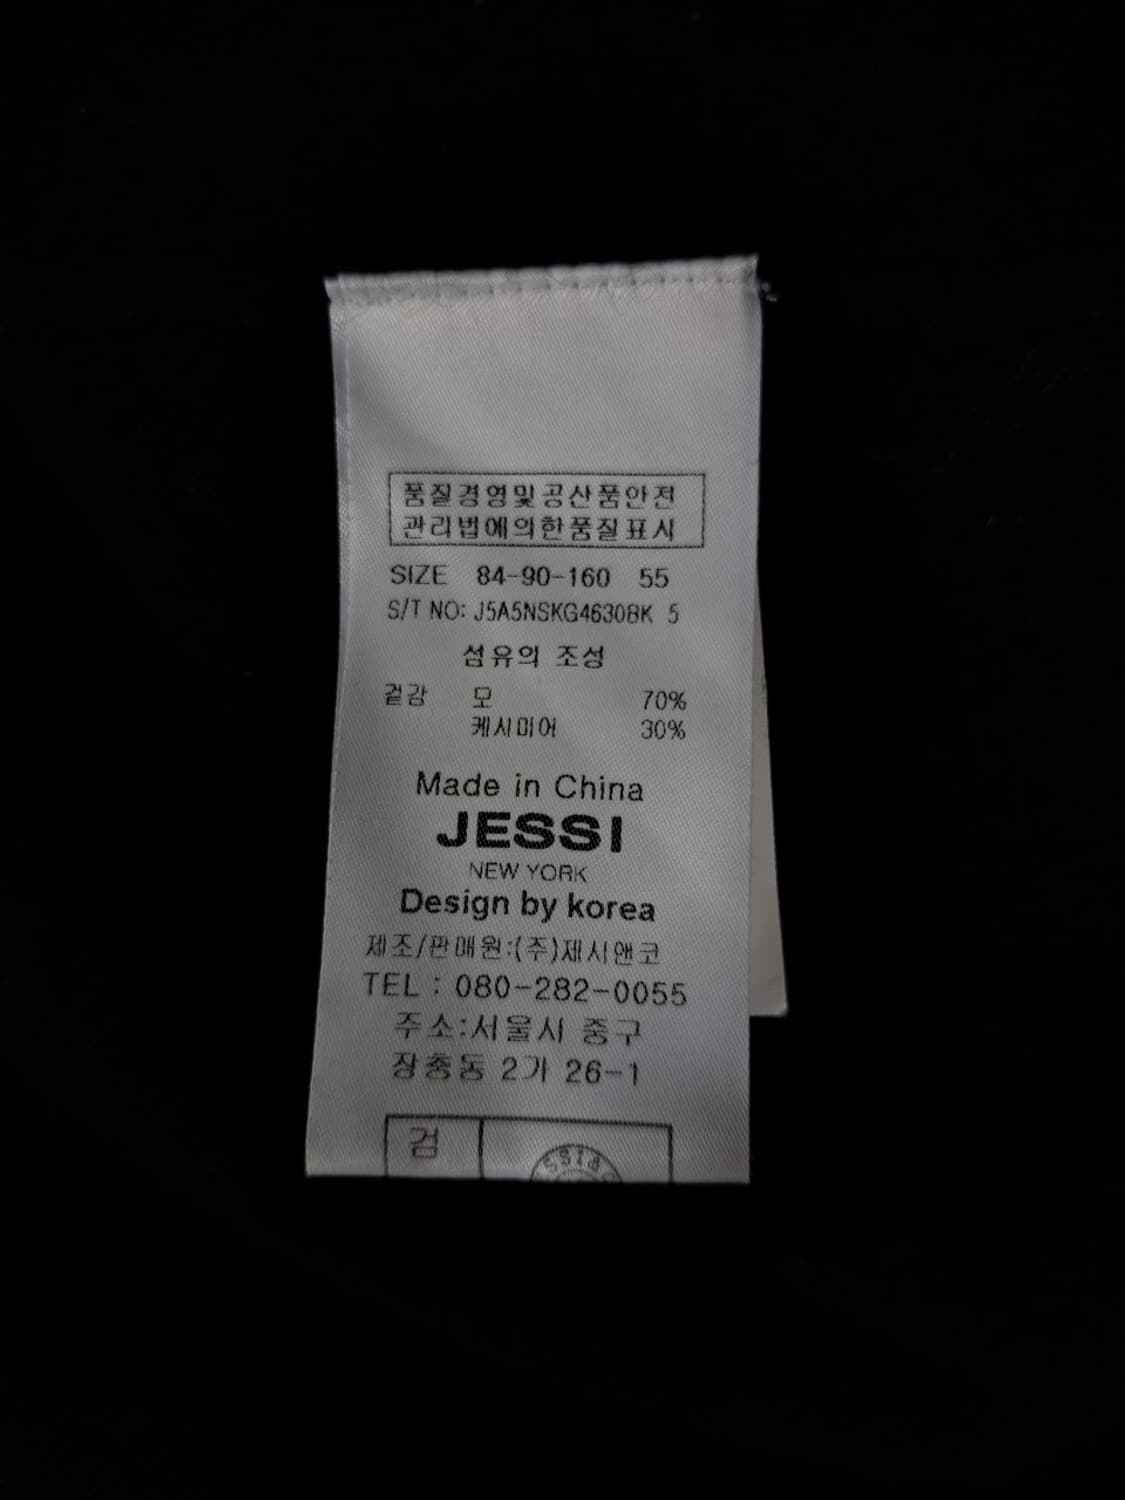 품질경영및공산품안전
관리법에의한품질표시
SIZE 84-90-160 55
S/T NO: J5A5NSKG4630BK 5
섬유의 조성
겉감 모 70%
케시미어 30%
Made in China
JESSI
NEW YORK
Design by korea
제조/판매원:(주)제시앤코
TEL : 080-282-0055
주소:서울시 중구
장충동 2가 26-1
검